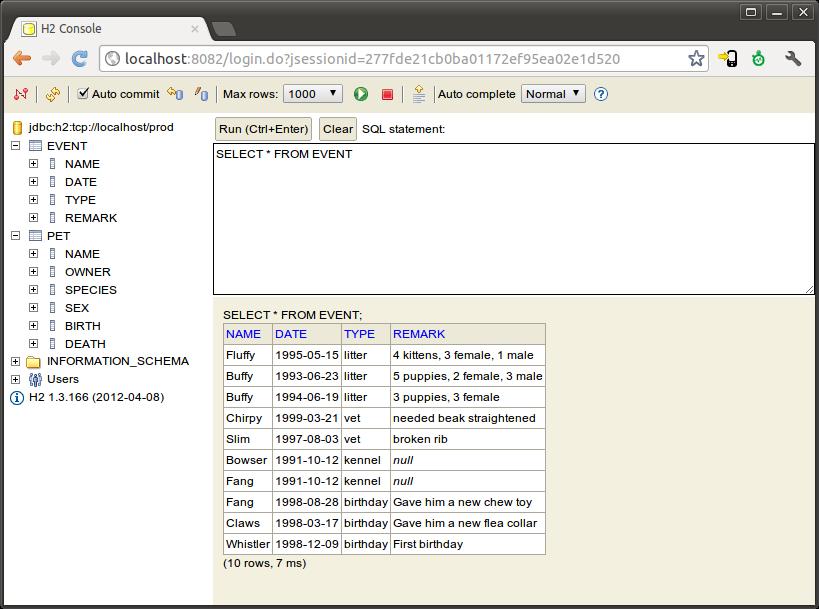 H2 Console
localhost:8082/login.do?jsessionid=277fde21cb0ba01172ef95ea02e1d520
Auto commit Max rows: 1000 Auto complete Normal
jdbc:h2:tcp://localhost/prod
EVENT
NAME
DATE
TYPE
REMARK
PET
NAME
OWNER
SPECIES
SEX
BIRTH
DEATH
INFORMATION_SCHEMA
Users
H2 1.3.166 (2012-04-08)
Run (Ctrl+Enter) Clear SQL statement:
SELECT * FROM EVENT
SELECT * FROM EVENT;
NAME DATE TYPE REMARK
Fluffy 1995-05-15 litter 4 kittens, 3 female, 1 male
Buffy 1993-06-23 litter 5 puppies, 2 female, 3 male
Buffy 1994-06-19 litter 3 puppies, 3 female
Chirpy 1999-03-21 vet needed beak straightened
Slim 1997-08-03 vet broken rib
Bowser 1991-10-12 kennel null
Fang 1991-10-12 kennel null
Fang 1998-08-28 birthday Gave him a new chew toy
Claws 1998-03-17 birthday Gave him a new flea collar
Whistler 1998-12-09 birthday First birthday
(10 rows, 7 ms)